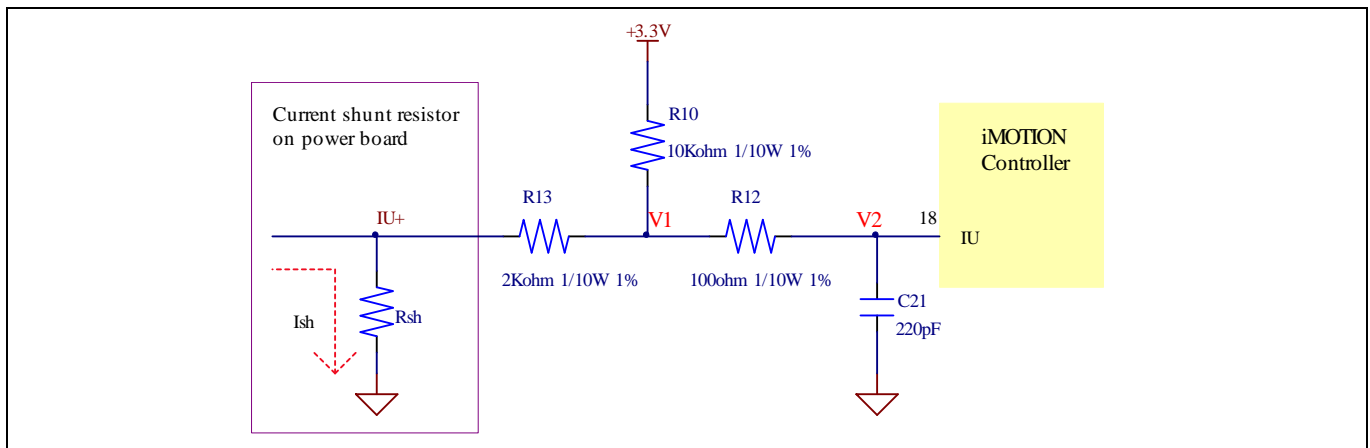 +3.3V
Current shunt resistor
on power board
R10
10Kohm 1/10W 1%
iMOTION
Controller
R13
R12
IU+
V1
V2
18
IU
2Kohm 1/10W 1%
100ohm 1/10W 1%
C21
220pF
Ish
Rsh